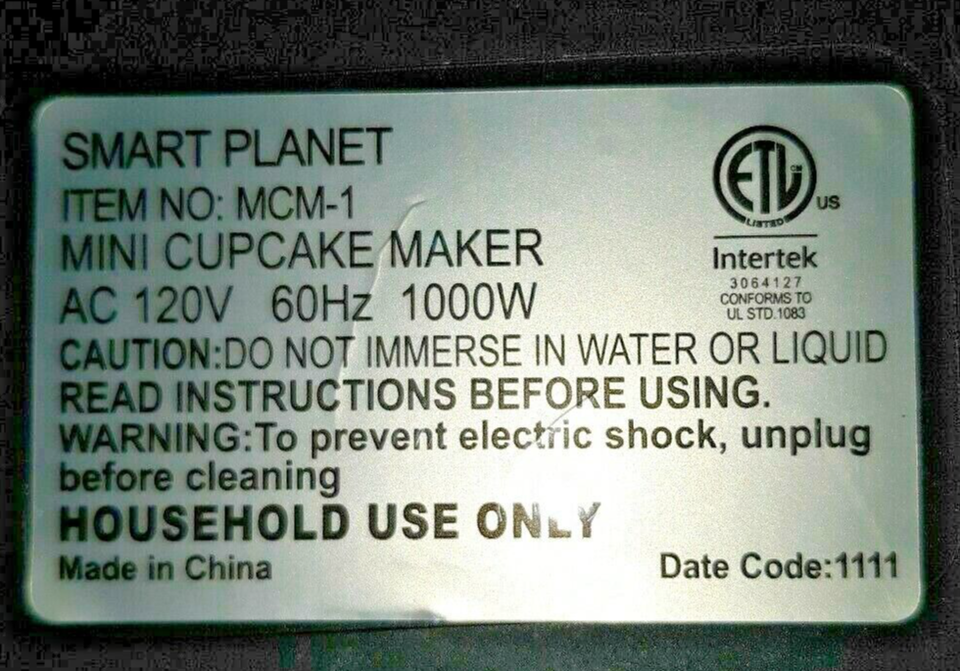 SMART PLANET
ITEM NO: MCM-1
MINI CUPCAKE MAKER
AC 120V 60Hz 1000W
ETL CM
LISTED
US
Intertek
3064127
CONFORMS TO
UL STD.1083
CAUTION:DO NOT IMMERSE IN WATER OR LIQUID
READ INSTRUCTIONS BEFORE USING.
WARNING:To prevent electric shock, unplug
before cleaning
HOUSEHOLD USE ONLY
Made in China
Date Code:1111